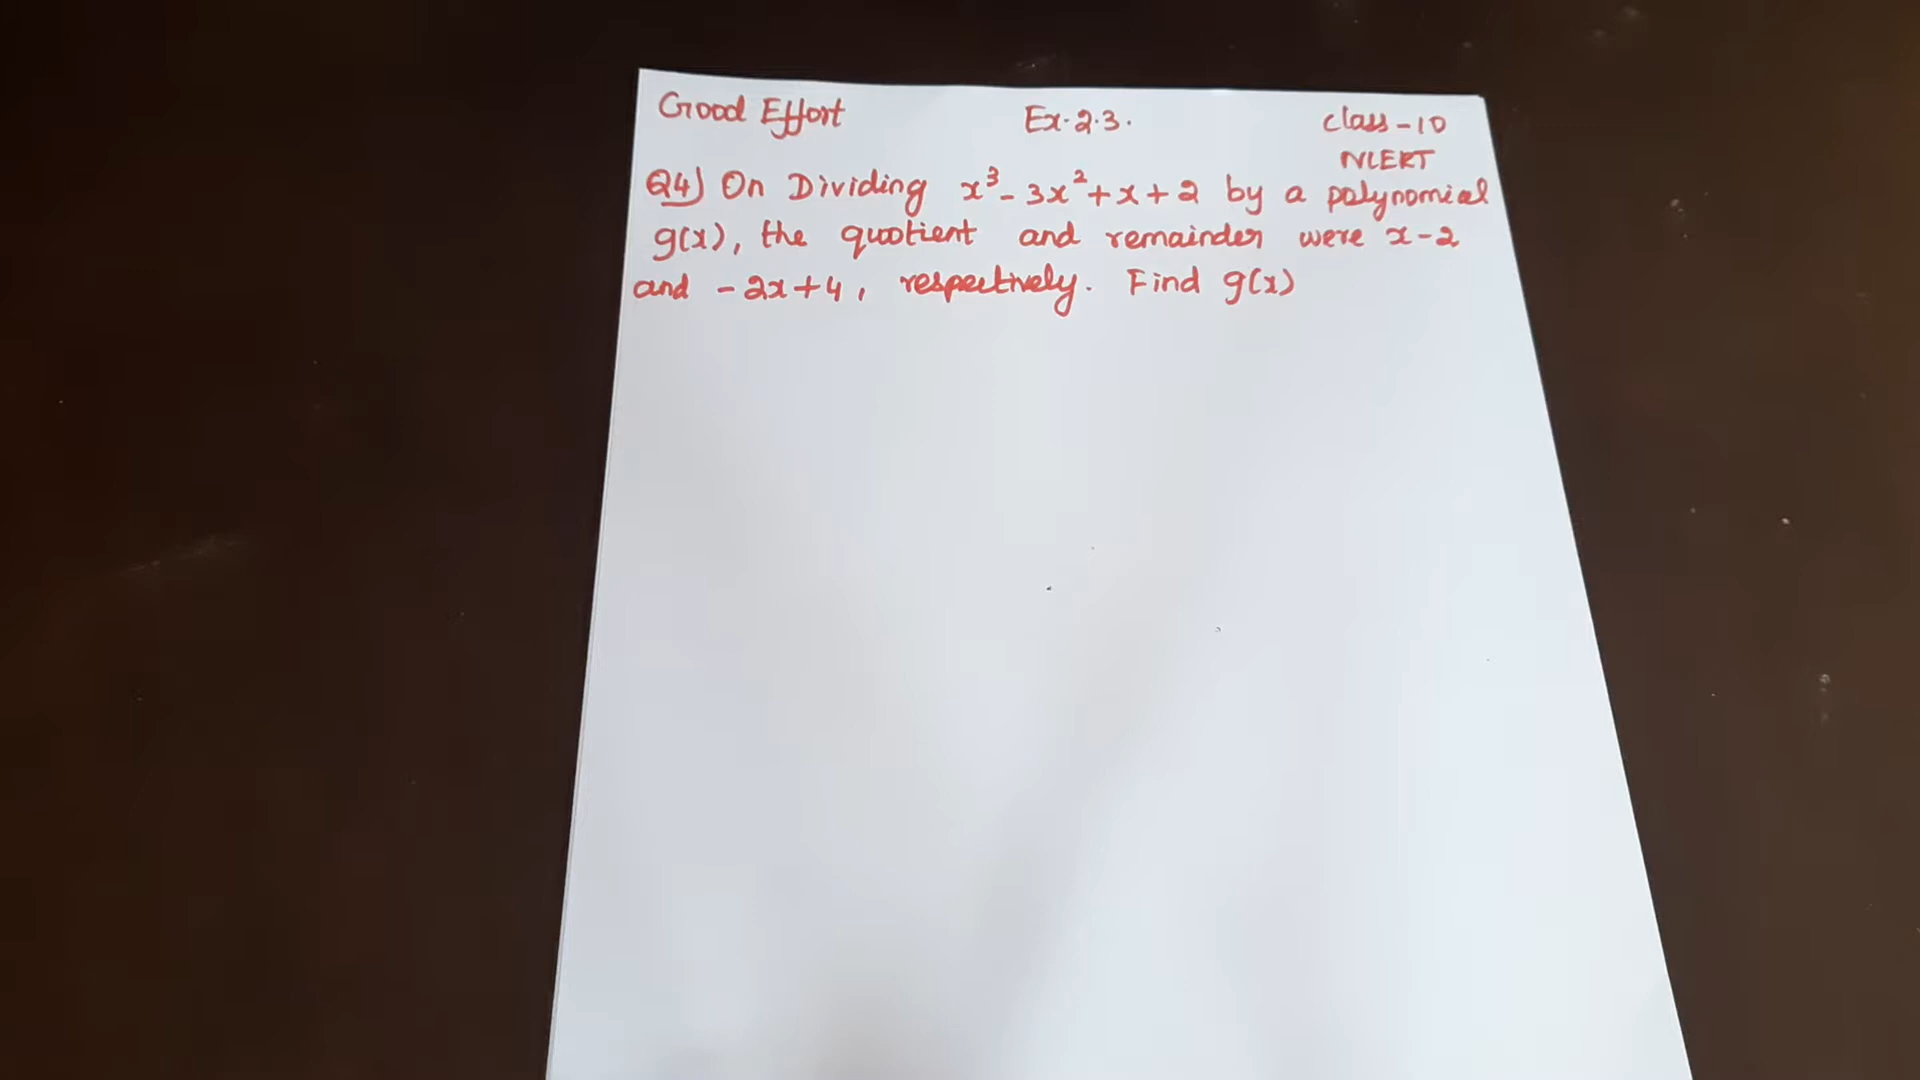 Good Effort Ex. 2.3. class-10
NCERT
Q4) On Dividing x³- 3x²+x+2 by a polynomial
g(x), the quotient and remainder were x-2
and -2x+4, respectively. Find g(x)